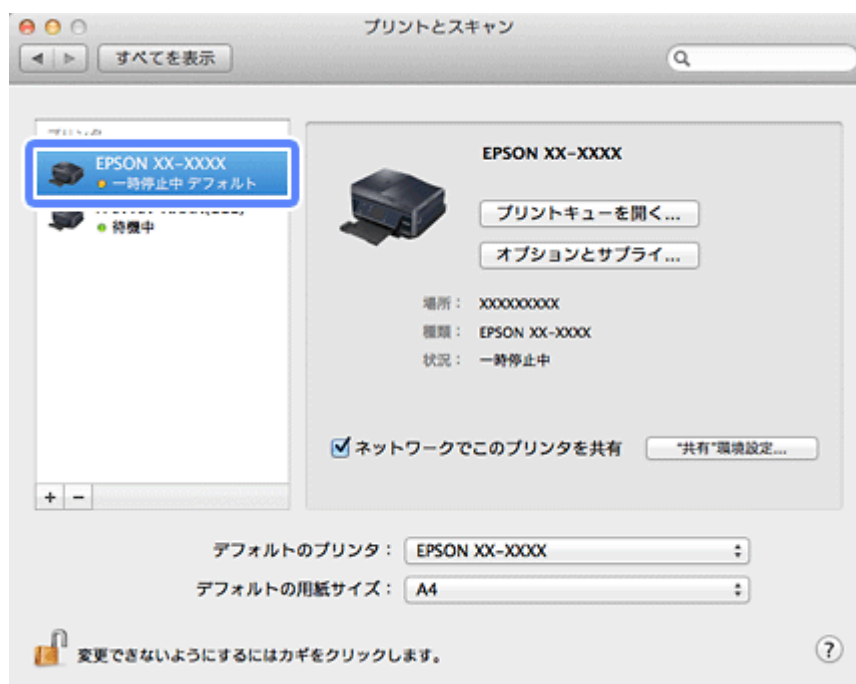 プリントとスキャン
すべてを表示
EPSON XX-XXXX
一時停止中 デフォルト
待機中
EPSON XX-XXXX
プリントキューを開く...
オプションとサプライ...
場所： XXXXXXXXX
種類： EPSON XX-XXXX
状況： 一時停止中
ネットワークでこのプリンタを共有
"共有"環境設定...
+ -
デフォルトのプリンタ： EPSON XX-XXXX
デフォルトの用紙サイズ： A4
変更できないようにするにはカギをクリックします。
?